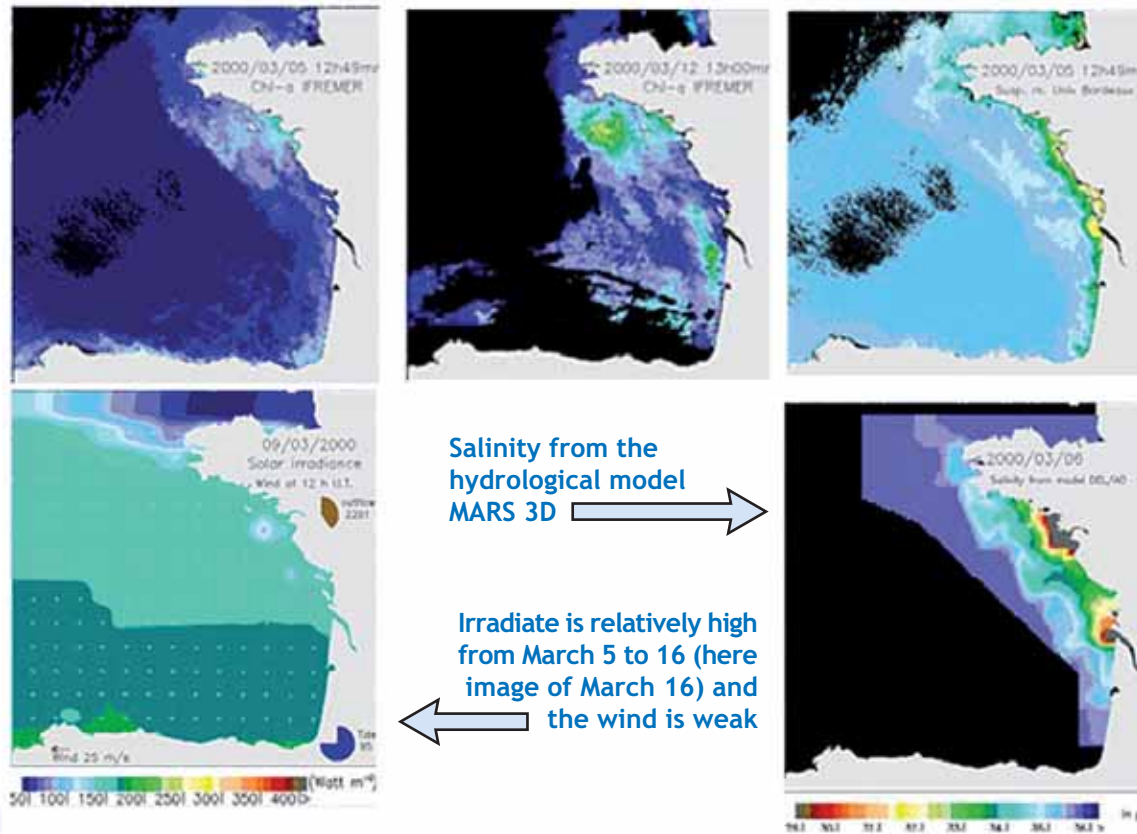 2000/03/05 12h49mn
Chl-a IFREMER
2000/03/12 13h00mn
Chl-a IFREMER
2000/03/05 12h49mn
Susp. m. Univ Bordeaux
09/03/2000
Solar irradiance
Wind at 12 h U.T.
outflow
2201
Tide
95
Wind 25 m/s
(Watt m⁻²)
50 100 150 200 250 300 350 400>
Salinity from the
hydrological model
MARS 3D
Irradiate is relatively high
from March 5 to 16 (here
image of March 16) and
the wind is weak
2000/03/06
Salinity from model DEL/AO